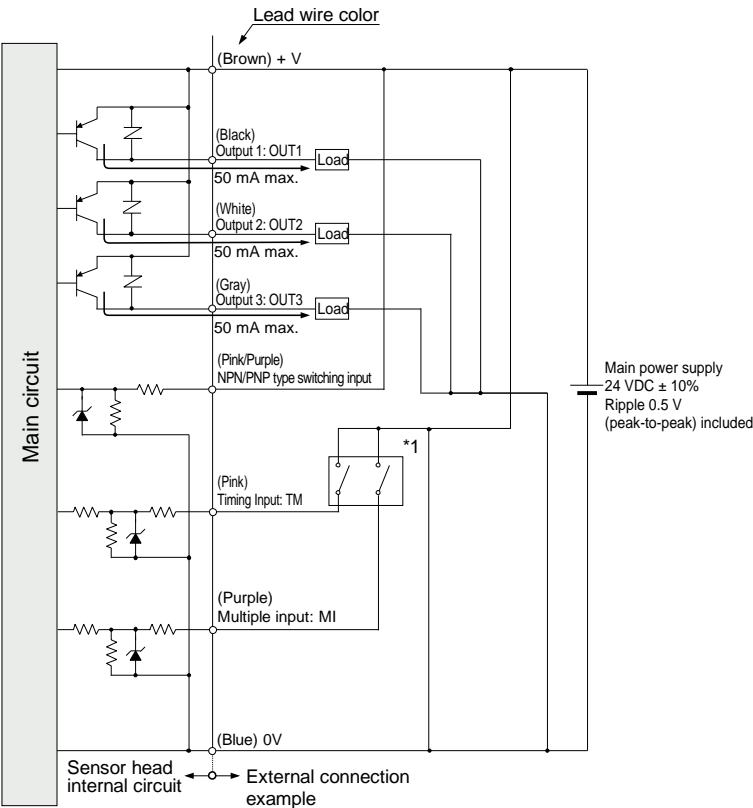 Lead wire color
(Brown) + V
(Black)
Output 1: OUT1
Load
50 mA max.
(White)
Output 2: OUT2
Load
50 mA max.
(Gray)
Output 3: OUT3
Load
50 mA max.
Main circuit
(Pink/Purple)
NPN/PNP type switching input
Main power supply
24 VDC ± 10%
Ripple 0.5 V
(peak-to-peak) included
*1
(Pink)
Timing Input: TM
(Purple)
Multiple input: MI
(Blue) 0V
Sensor head
internal circuit
External connection
example